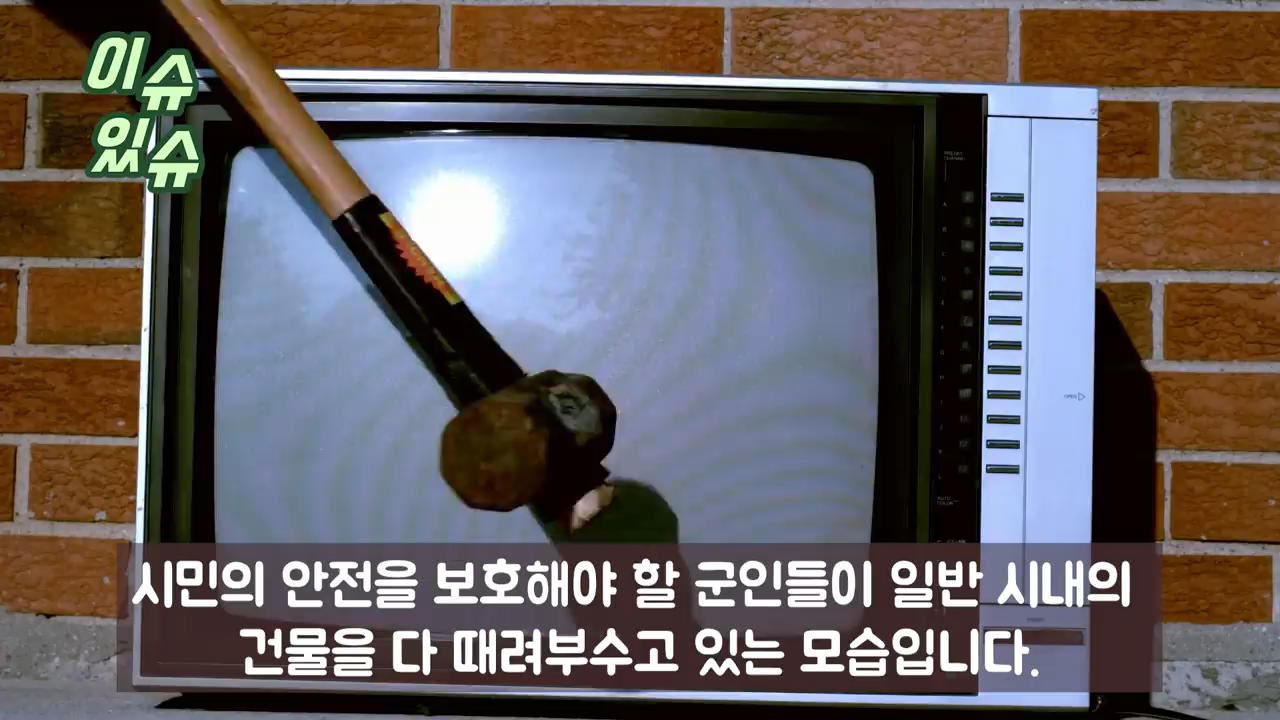 이슈
있슈
OPEN
시민의 안전을 보호해야 할 군인들이 일반 시내의
건물을 다 때려부수고 있는 모습입니다.